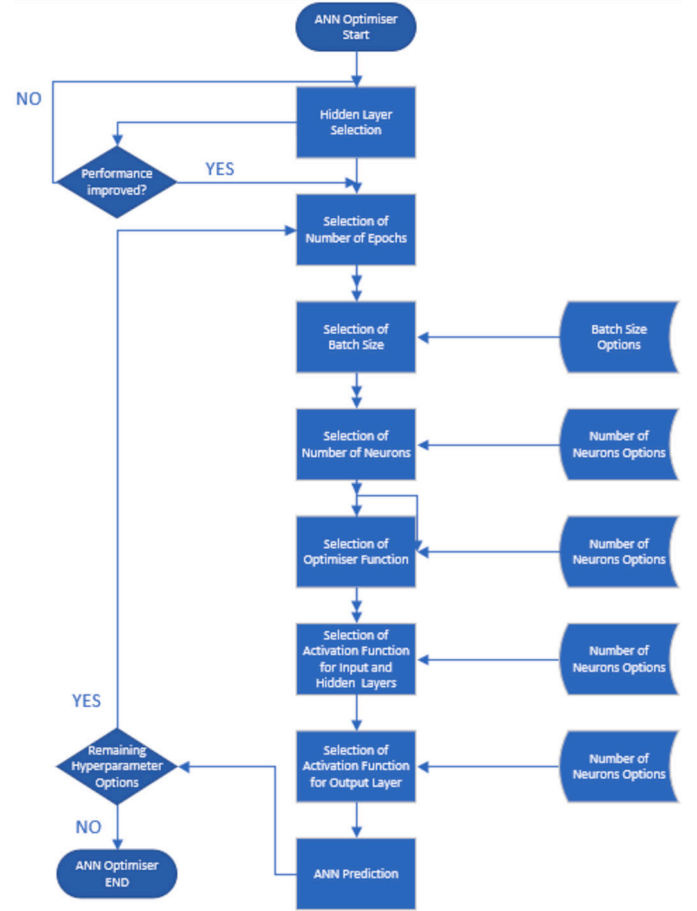 ANN Optimiser
Start
NO
Hidden Layer
Selection
Performance
improved?
YES
Selection of
Number of Epochs
Selection of
Batch Size
Batch Size
Options
Selection of
Number of Neurons
Number of
Neurons Options
Selection of
Optimiser Function
Number of
Neurons Options
Selection of
Activation Function
for Input and
Hidden Layers
Number of
Neurons Options
YES
Remaining
Hyperparameter
Options
Selection of
Activation Function
for Output Layer
Number of
Neurons Options
NO
ANN Optimiser
END
ANN Prediction